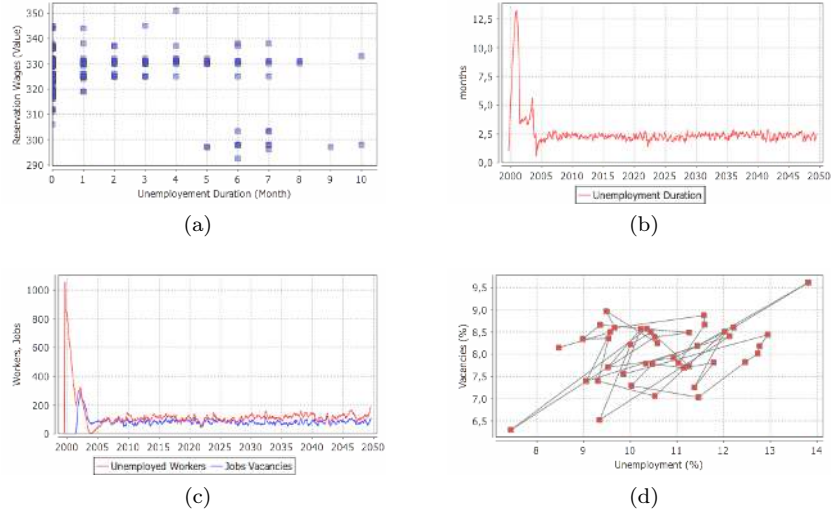 350
340
330
320
310
300
290
Reservation Wages (Value)
0 1 2 3 4 5 6 7 8 9 10
Unemployement Duration (Month)
(a)
12,5
10,0
7,5
5,0
2,5
0,0
months
2000 2005 2010 2015 2020 2025 2030 2035 2040 2045 2050
Unemployment Duration
(b)
1000
800
600
400
200
0
Workers, Jobs
2000 2005 2010 2015 2020 2025 2030 2035 2040 2045 2050
Unemployed Workers Jobs Vacancies
(c)
9,5
9,0
8,5
8,0
7,5
7,0
6,5
Vacancies (%)
8 9 10 11 12 13 14
Unemployment (%)
(d)